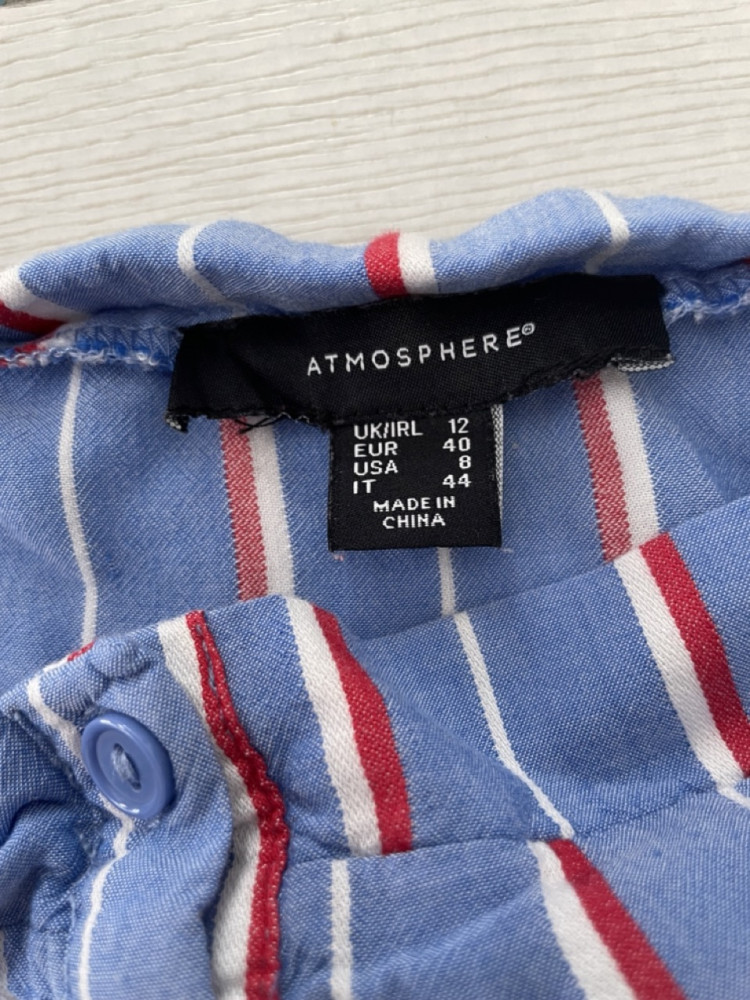 ATMOSPHERE®
UK/IRL 12
EUR 40
USA 8
IT 44
MADE IN
CHINA